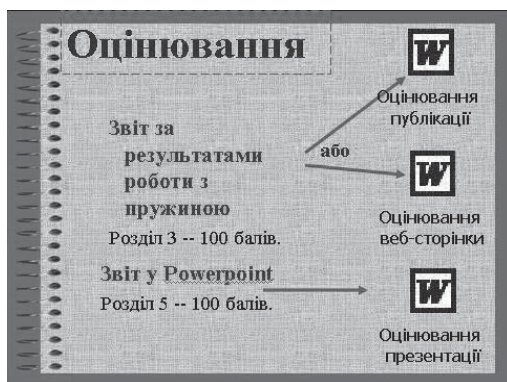 Оцінювання
W
Оцінювання
публікації
Звіт за
результатами
роботи з
пружиною
або
W
Розділ 3 -- 100 балів.
Оцінювання
веб-сторінки
Звіт у Powerpoint
Розділ 5 -- 100 балів.
W
Оцінювання
презентації